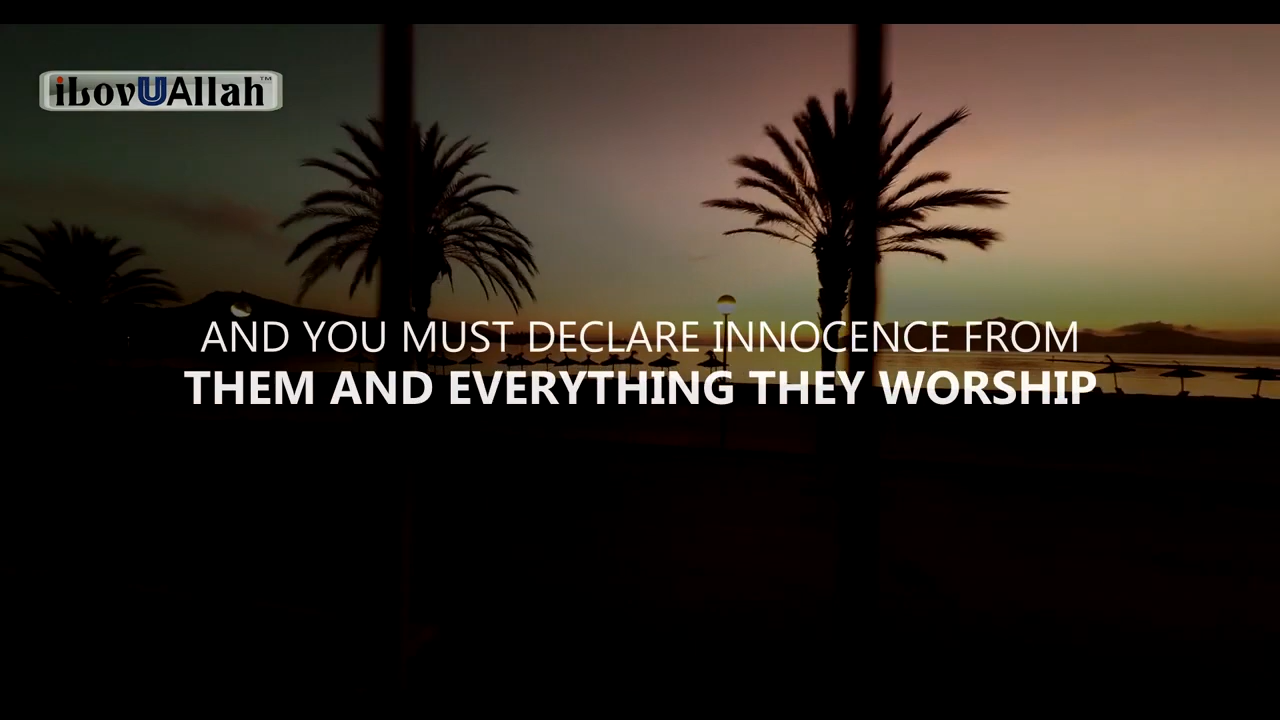 iLovUAllah™
AND YOU MUST DECLARE INNOCENCE FROM
THEM AND EVERYTHING THEY WORSHIP